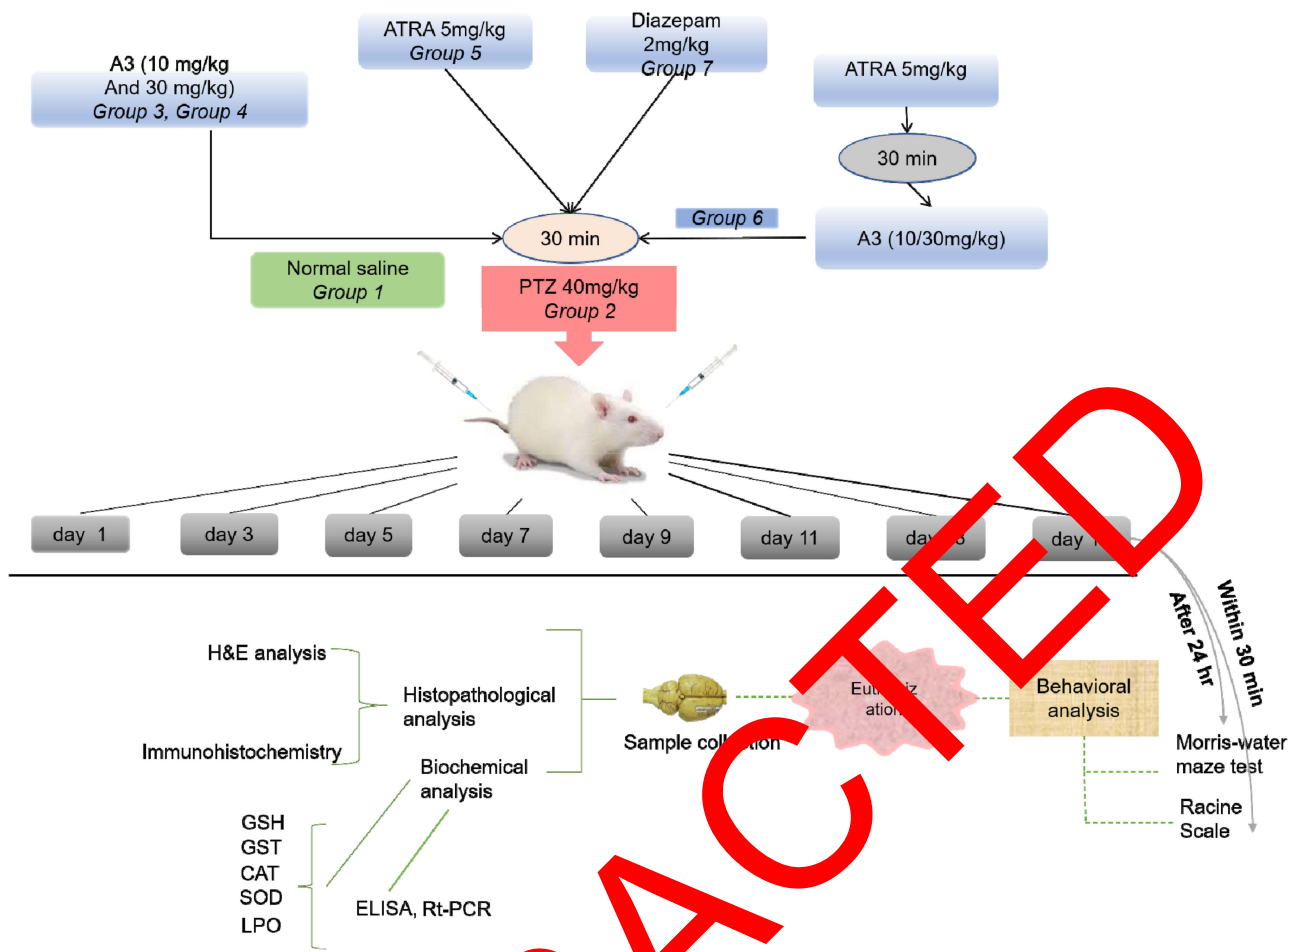 ATRA 5mg/kg
Group 5
Diazepam
2mg/kg
Group 7
A3 (10 mg/kg
And 30 mg/kg)
Group 3, Group 4
ATRA 5mg/kg
30 min
Group 6
A3 (10/30mg/kg)
30 min
Normal saline
Group 1
PTZ 40mg/kg
Group 2
day 1
day 3
day 5
day 7
day 9
day 11
day
day
Within 30 min
After 24 hr
H&E analysis
Histopathological
analysis
Immunohistochemistry
Biochemical
analysis
Sample collection
Behavioral
analysis
Morris-water
maze test
Racine
Scale
GSH
GST
CAT
SOD
LPO
ELISA, Rt-PCR
ACTED